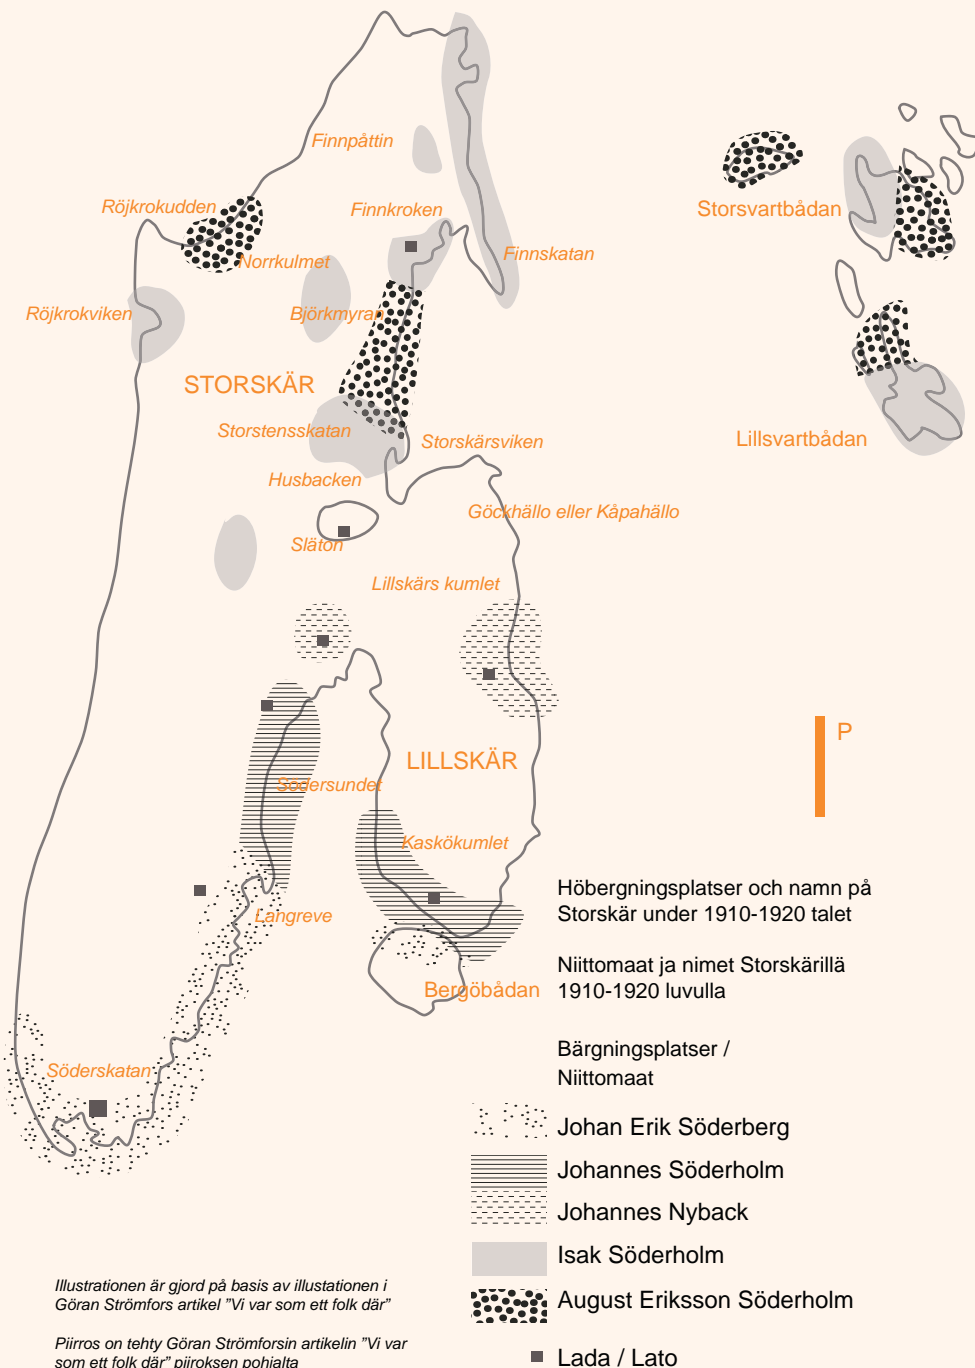 Finnpåttin
Röjkrokudden
Finnkroken
Storsvartbådan
Norrkulmet
Finnskatan
Röjkrokviken
Björkmyran
STORSKÄR
Storstensskatan
Storskärsviken
Lillsvartbådan
Husbacken
Göckhällo eller Kåpahällo
Släton
Lillskärs kumlet
P
LILLSKÄR
Södersundet
Kaskökumlet
Langreve
Bergöbådan
Söderskatan
Höbergningsplatser och namn på
Storskär under 1910-1920 talet
Niittomaat ja nimet Storskärillä
1910-1920 luvulla
Bärgningsplatser /
Niittomaat
Johan Erik Söderberg
Johannes Söderholm
Johannes Nyback
Isak Söderholm
August Eriksson Söderholm
Lada / Lato
Illustrationen är gjord på basis av illustationen i
Göran Strömfors artikel ”Vi var som ett folk där”
Piirros on tehty Göran Strömforsin artikelin ”Vi var
som ett folk där” piiroksen pohjalta